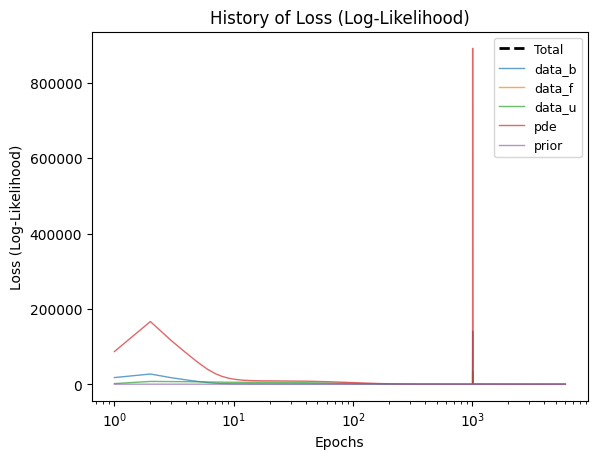 History of Loss (Log-Likelihood)
Total
data_b
data_f
data_u
pde
prior
Loss (Log-Likelihood)
800000
600000
400000
200000
0
10⁰
10¹
10²
10³
Epochs